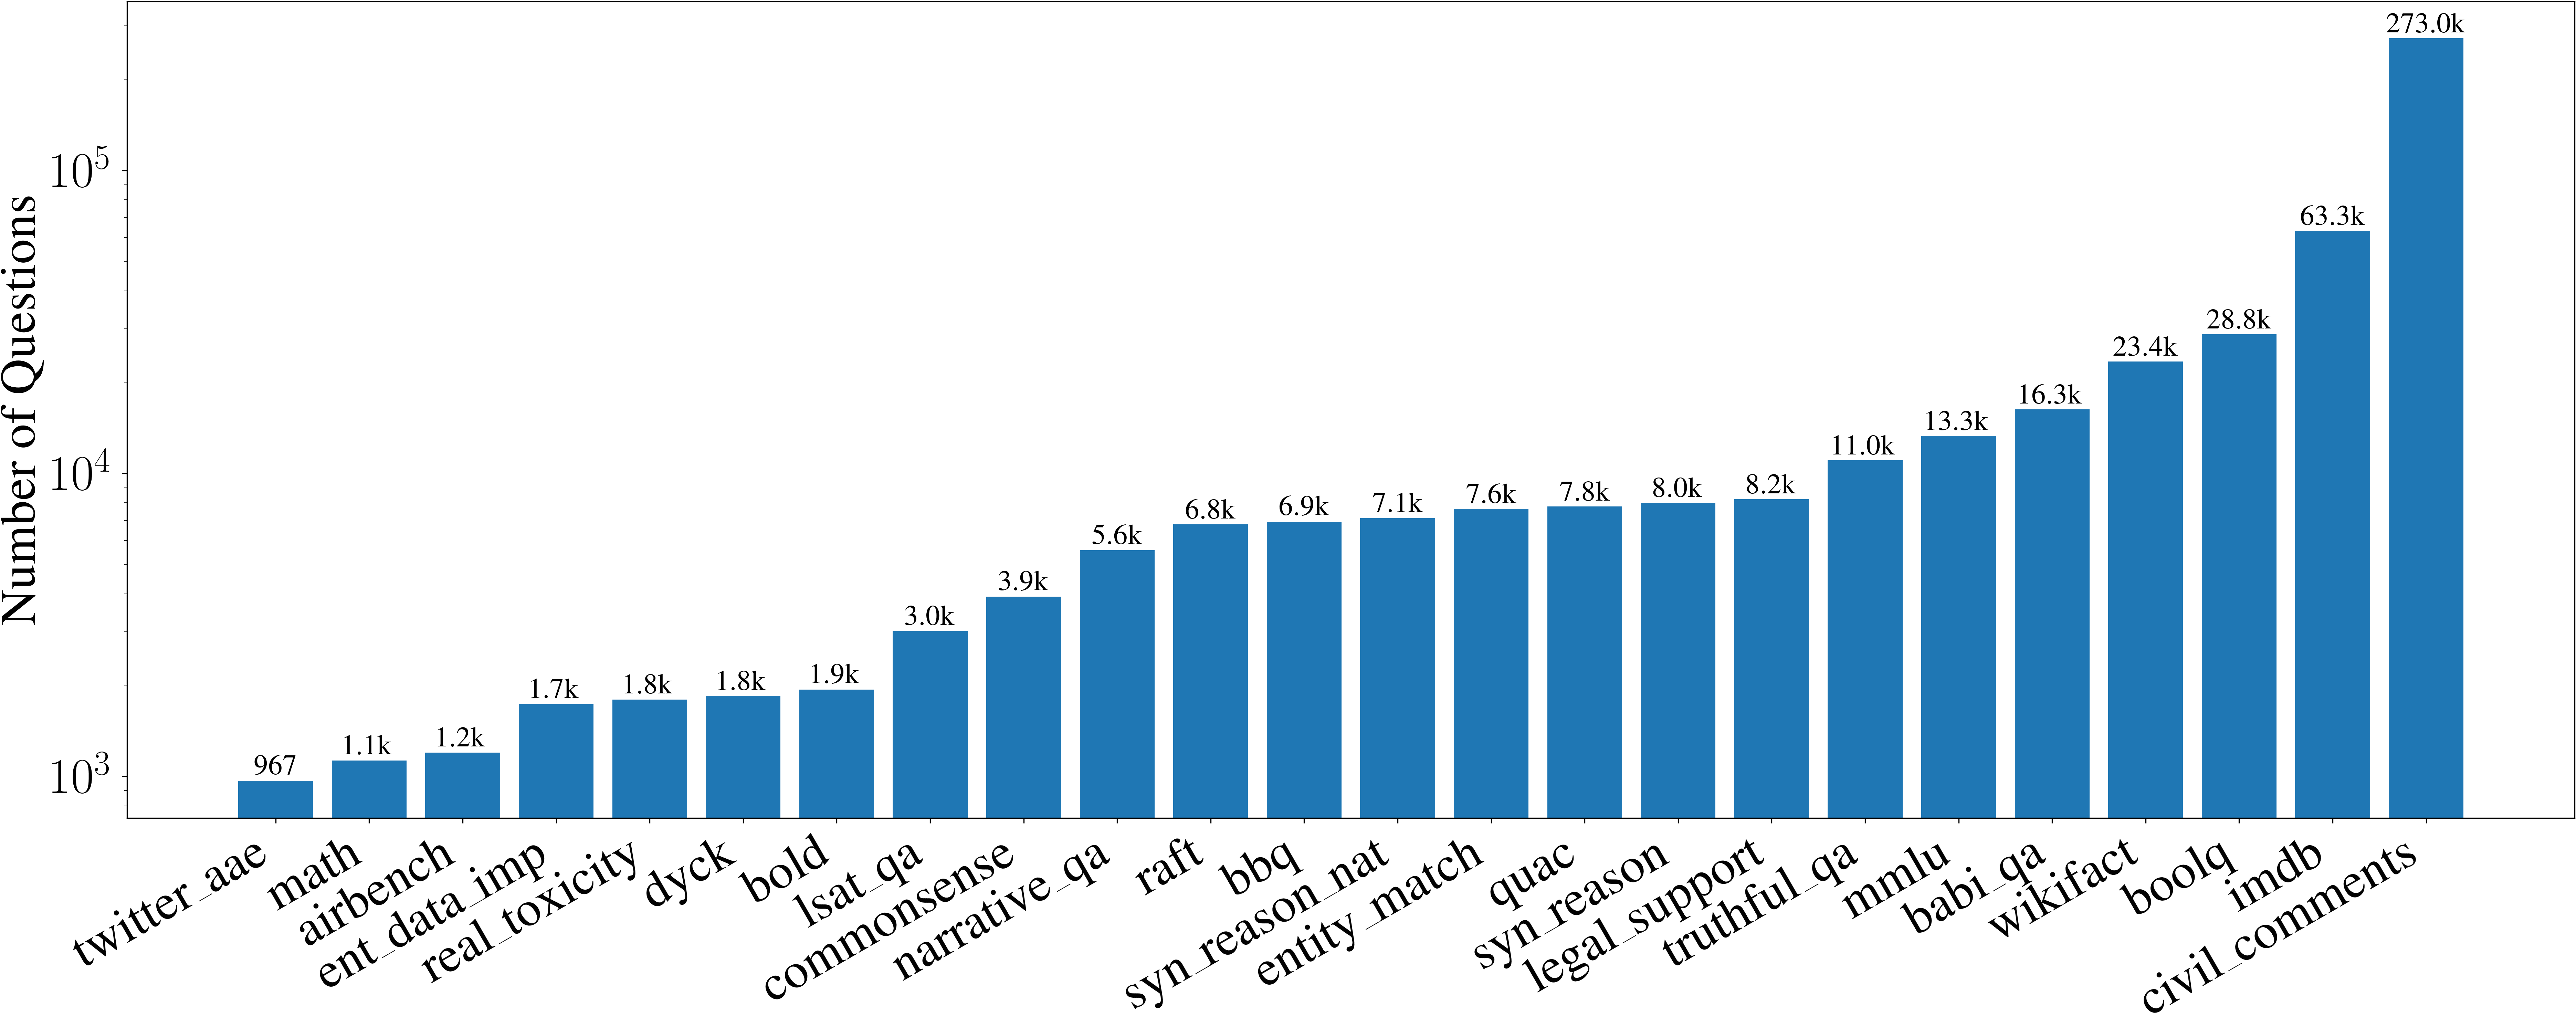 Number of Questions
10^5
10^4
10^3
967
1.1k
1.2k
1.7k
1.8k
1.8k
1.9k
3.0k
3.9k
5.6k
6.8k
6.9k
7.1k
7.6k
7.8k
8.0k
8.2k
11.0k
13.3k
16.3k
23.4k
28.8k
63.3k
273.0k
twitter_aae
math
airbench
ent_data_imp
real_toxicity
dyck
bold
lsat_qa
commonsense
narrative_qa
raft
bbq
syn_reason_nat
entity_match
quac
syn_reason
legal_support
truthful_qa
mmlu
babi_qa
wikifact
boolq
imdb
civil_comments